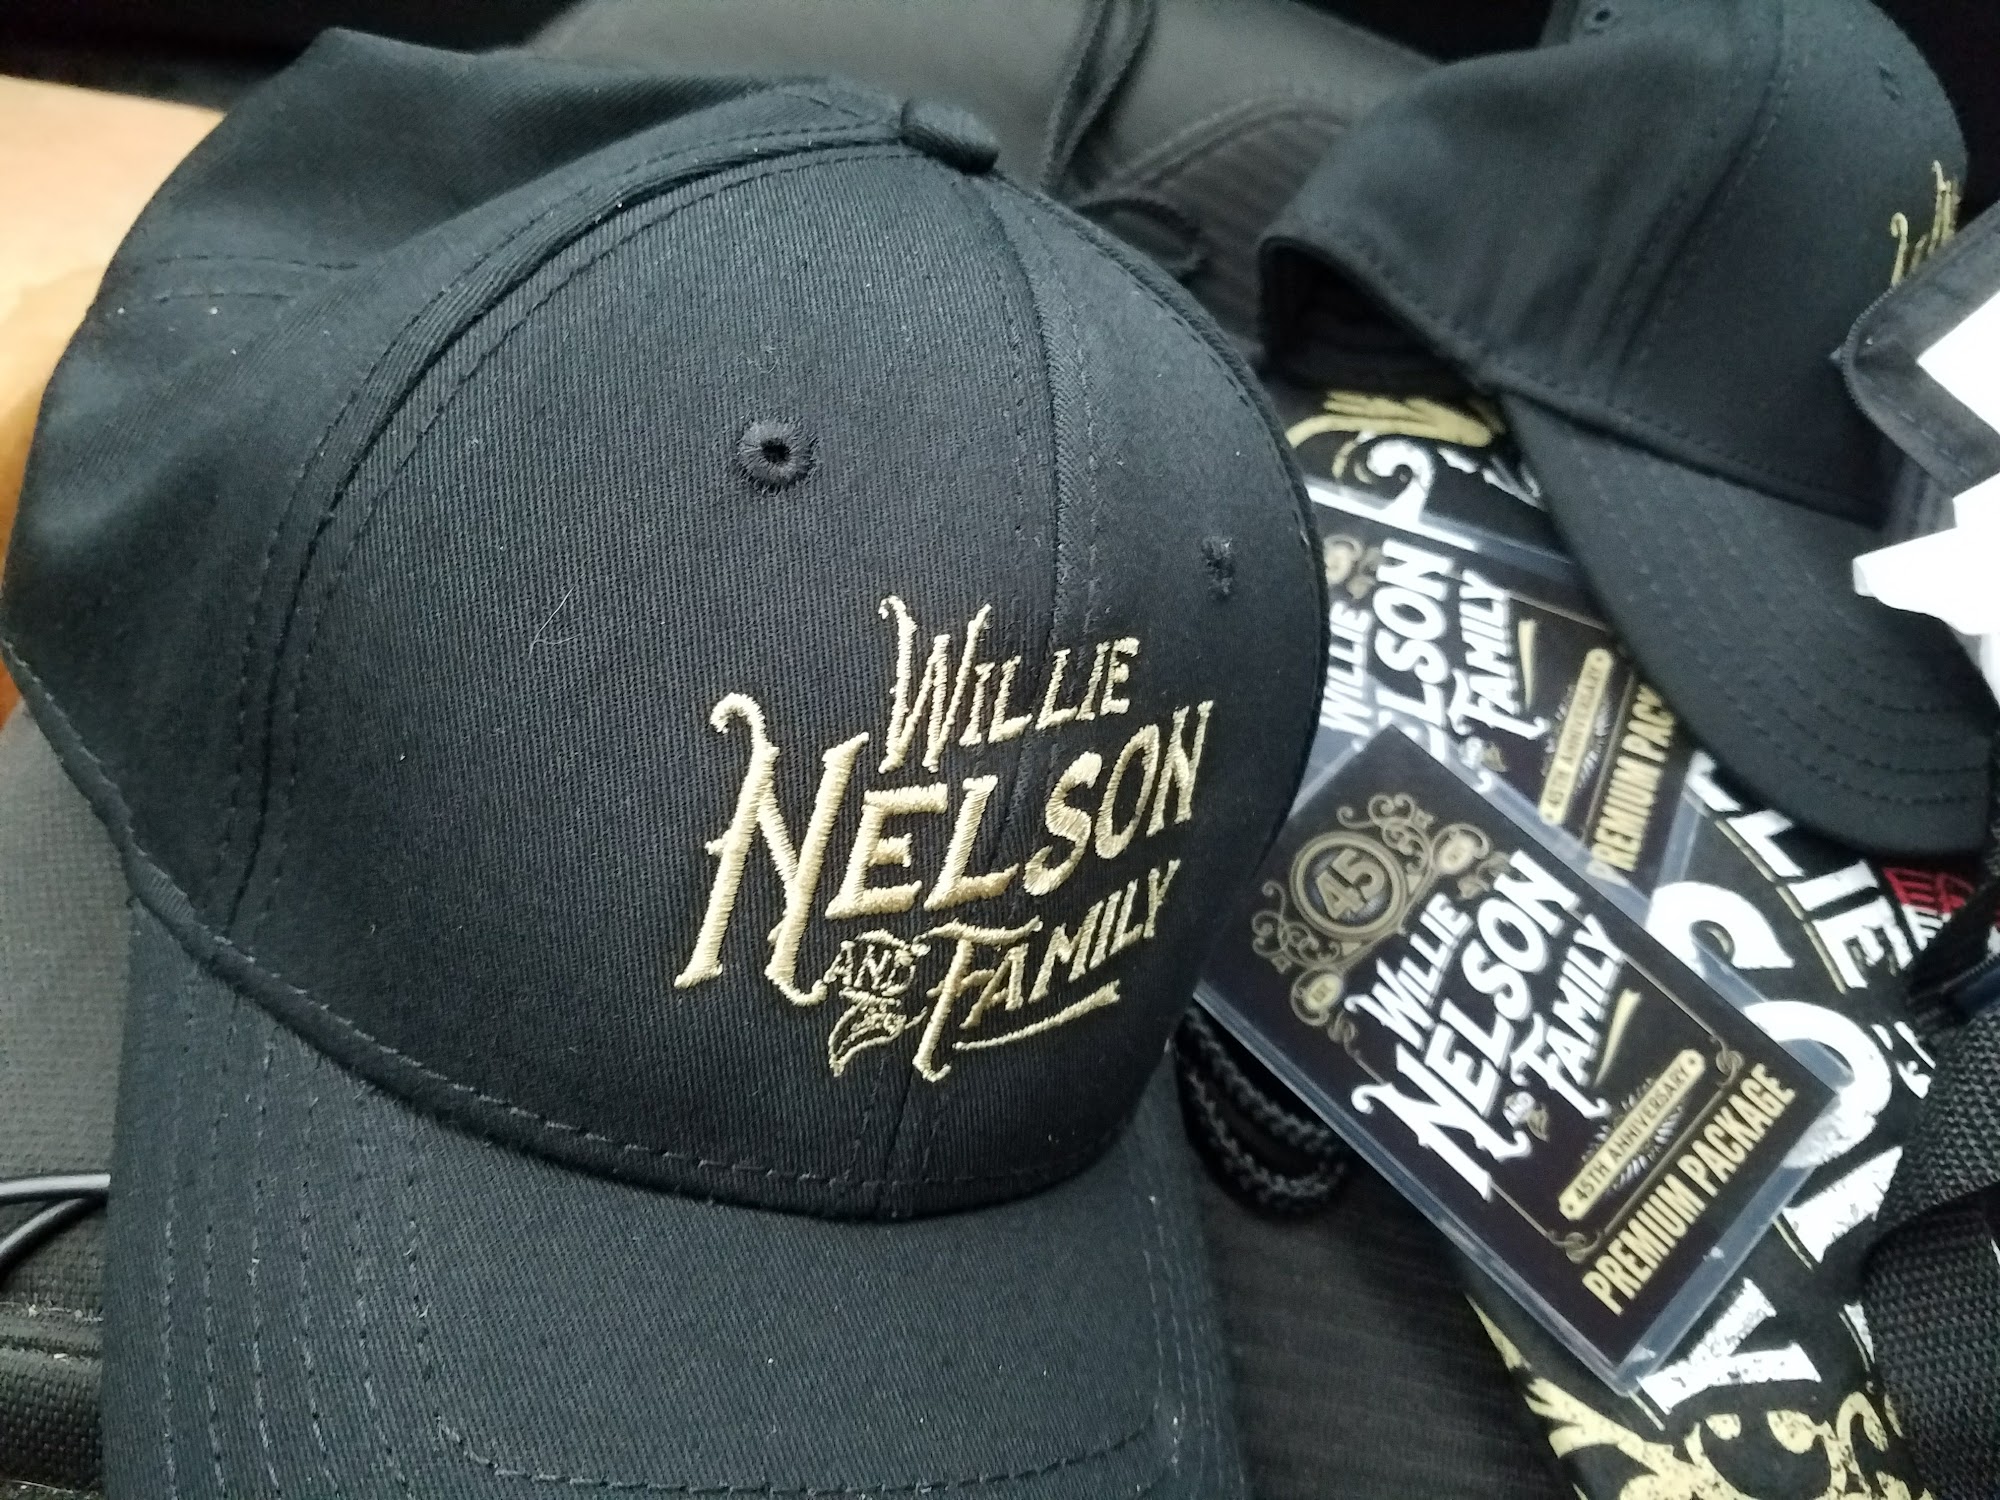 WILLIE
NELSON
AND FAMILY
WILLIE
NELSON
FAMILY
45TH ANNIVERSARY
PREMIUM PACK
45
WILLIE
NELSON
AND FAMILY
45TH ANNIVERSARY
PREMIUM PACKAGE